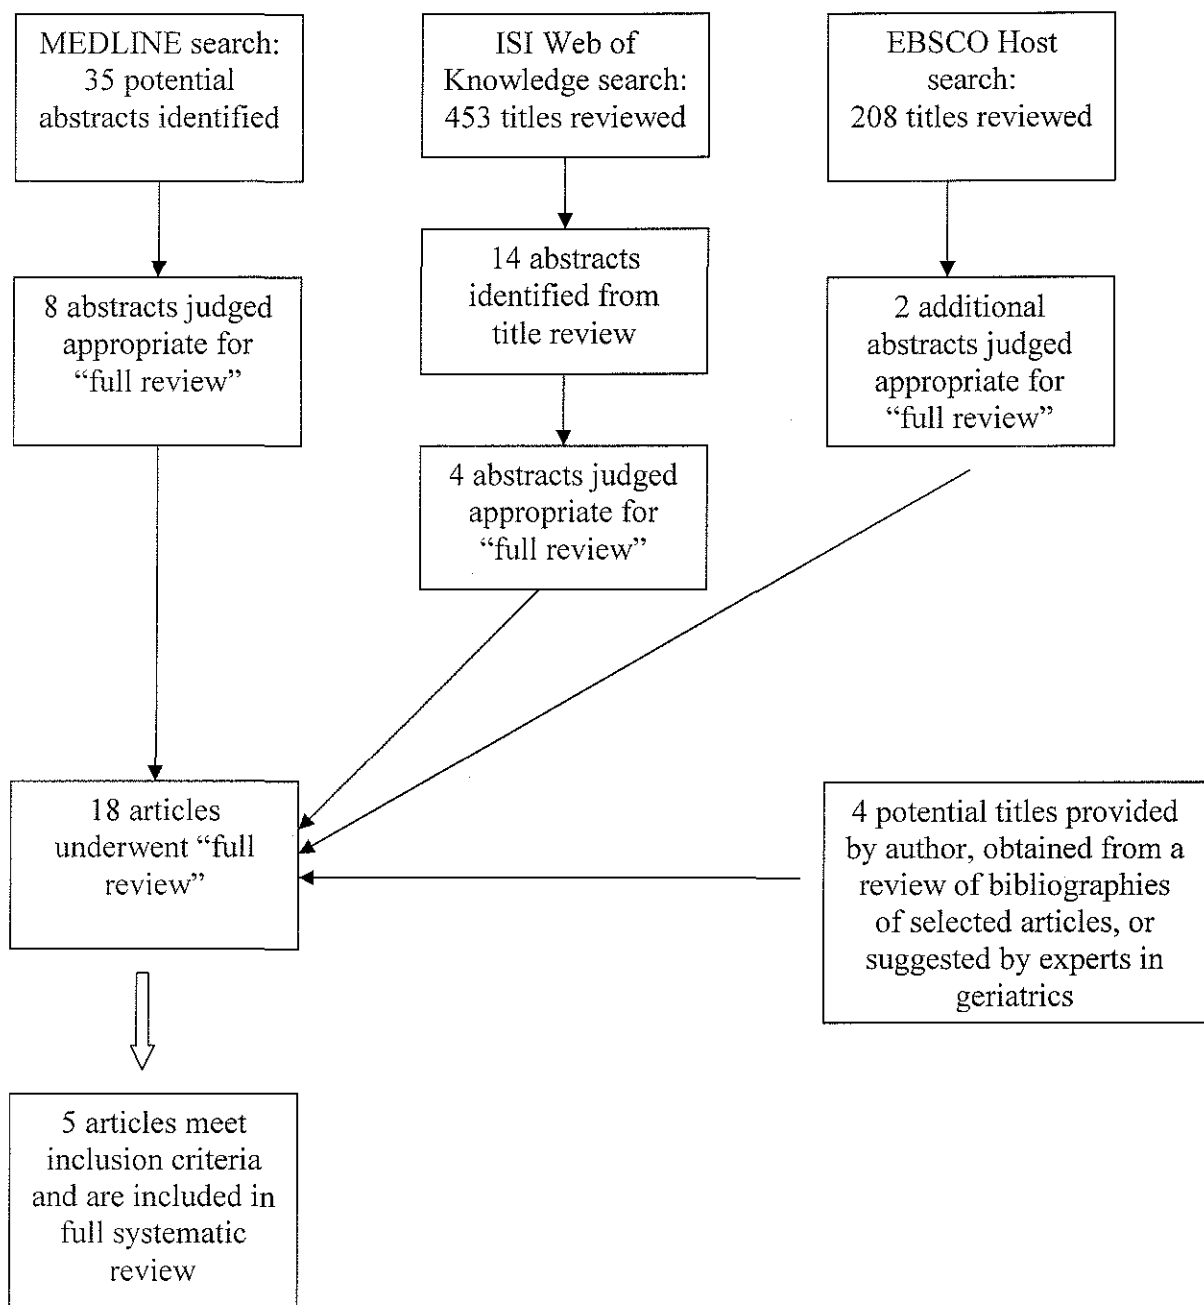 MEDLINE search:
35 potential
abstracts identified
ISI Web of
Knowledge search:
453 titles reviewed
EBSCO Host
search:
208 titles reviewed
8 abstracts judged
appropriate for
“full review”
14 abstracts
identified from
title review
2 additional
abstracts judged
appropriate for
“full review”
4 abstracts judged
appropriate for
“full review”
18 articles
underwent “full
review”
4 potential titles provided
by author, obtained from a
review of bibliographies
of selected articles, or
suggested by experts in
geriatrics
5 articles meet
inclusion criteria
and are included in
full systematic
review